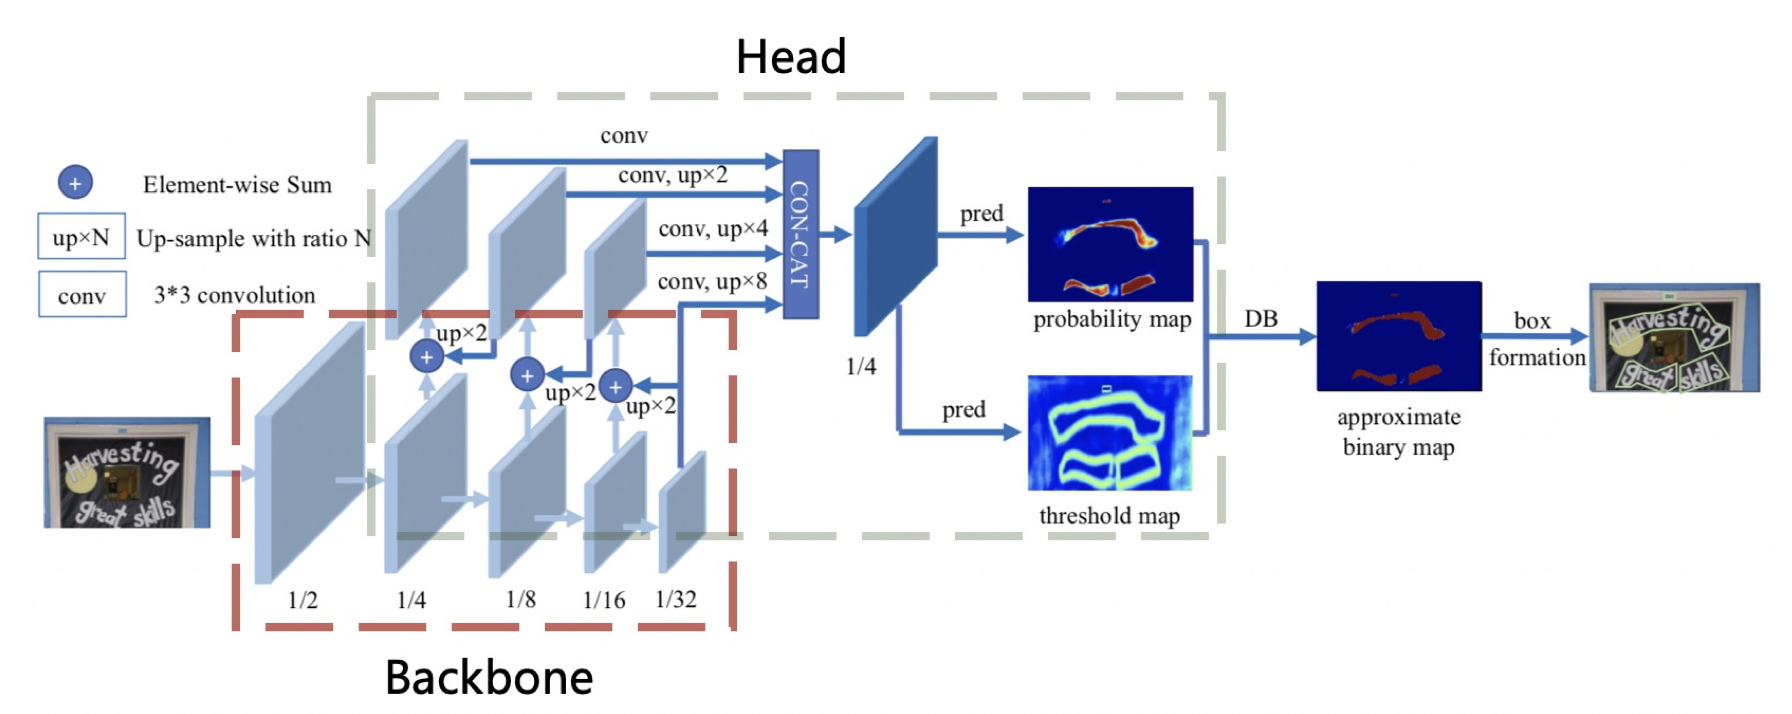 Head
conv
conv, up×2
conv, up×4
conv, up×8
CON-CAT
+
Element-wise Sum
up×N
Up-sample with ratio N
conv
3*3 convolution
pred
probability map
pred
threshold map
1/4
DB
approximate
binary map
box
formation
Harvesting
great skills
+
up×2
+
up×2
+
up×2
Harvesting
great skills
1/2
1/4
1/8
1/16
1/32
Backbone